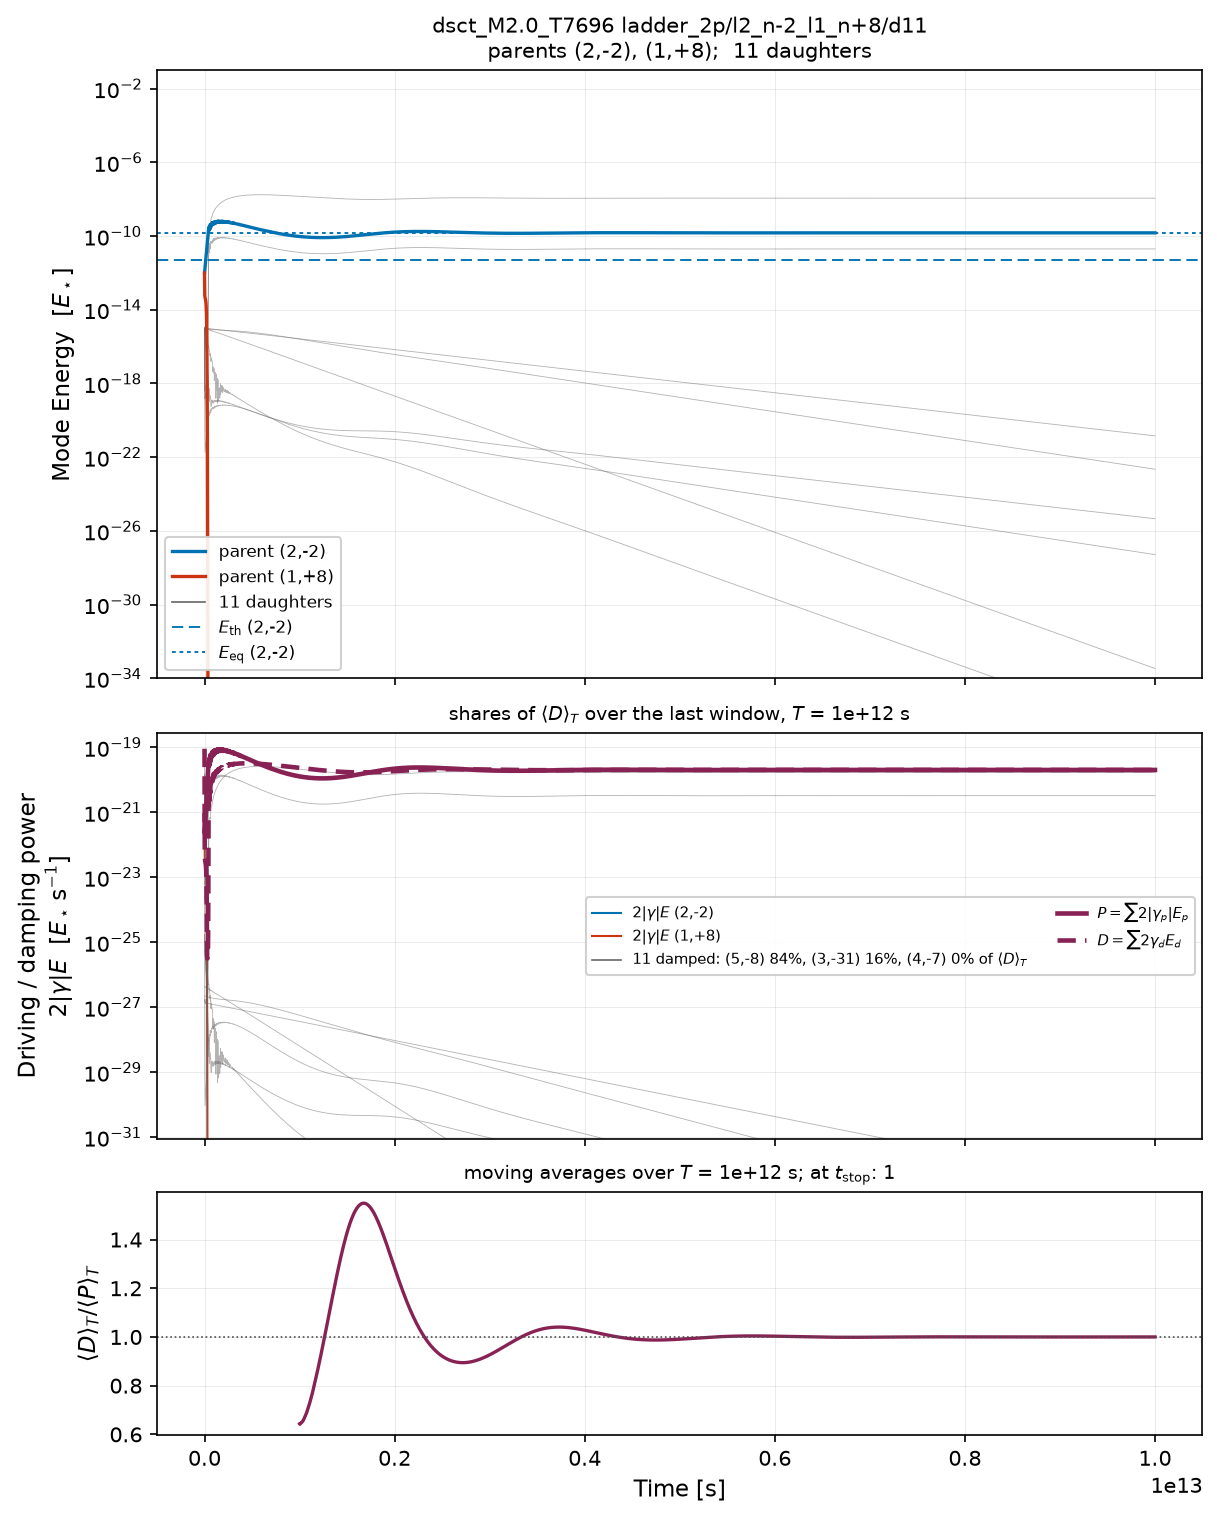 dsct_M2.0_T7696 ladder_2p/l2_n-2_l1_n+8/d11
parents (2,-2), (1,+8);  11 daughters
Mode Energy [E⋆]
10⁻²
10⁻⁶
10⁻¹⁰
10⁻¹⁴
10⁻¹⁸
10⁻²²
10⁻²⁶
10⁻³⁰
10⁻³⁴
parent (2,-2)
parent (1,+8)
11 daughters
E_th (2,-2)
E_eq (2,-2)
shares of ⟨D⟩_T over the last window, T = 1e+12 s
Driving / damping power
2|γ|E [E⋆ s⁻¹]
10⁻¹⁹
10⁻²¹
10⁻²³
10⁻²⁵
10⁻²⁷
10⁻²⁹
10⁻³¹
2|γ|E (2,-2)
2|γ|E (1,+8)
11 damped: (5,-8) 84%, (3,-31) 16%, (4,-7) 0% of ⟨D⟩_T
P = ∑2|γ_p|E_p
D = ∑2γ_dE_d
moving averages over T = 1e+12 s; at t_stop: 1
⟨D⟩_T/⟨P⟩_T
1.4
1.2
1.0
0.8
0.6
0.0
0.2
0.4
0.6
0.8
1.0
1e13
Time [s]